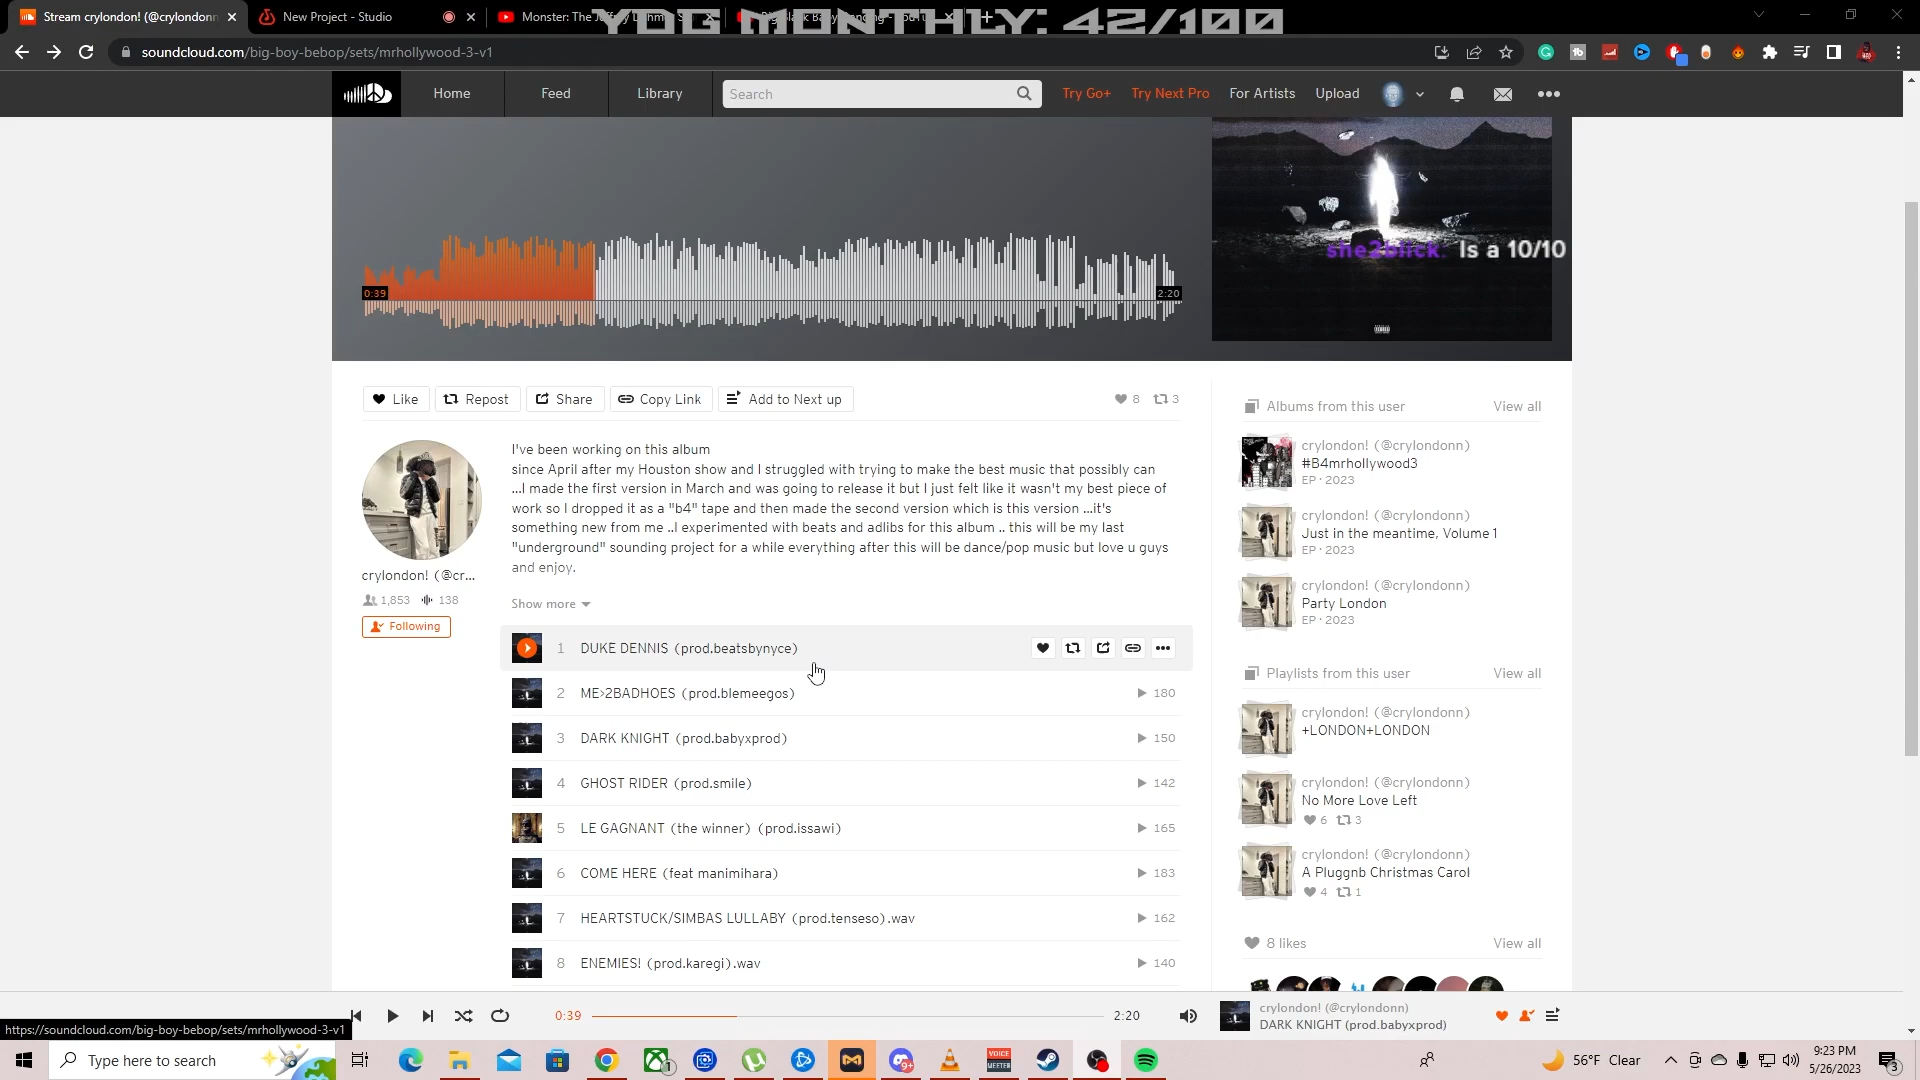 Stream crylondon! (@crylondonn
New Project - Studio
Monster: The Jeffrey Dahmer S
YDG MONTHLY: 42/100
soundcloud.com/big-boy-bebop/sets/mrhollywood-3-v1
Home
Feed
Library
Search
Try Go+
Try Next Pro
For Artists
Upload
she2blick: Is a 10/10
0:39
2:20
Like
Repost
Share
Copy Link
Add to Next up
8
3
I've been working on this album
since April after my Houston show and I struggled with trying to make the best music that possibly can
...I made the first version in March and was going to release it but I just felt like it wasn't my best piece of
work so I dropped it as a "b4" tape and then made the second version which is this version ...it's
something new from me ..I experimented with beats and adlibs for this album .. this will be my last
"underground" sounding project for a while everything after this will be dance/pop music but love u guys
and enjoy.
Show more
crylondon! (@cr...
1,853 138
Following
1 DUKE DENNIS (prod.beatsbynyce)
2 ME>2BADHOES (prod.blemeegos) 180
3 DARK KNIGHT (prod.babyxprod) 150
4 GHOST RIDER (prod.smile) 142
5 LE GAGNANT (the winner) (prod.issawi) 165
6 COME HERE (feat manimihara) 183
7 HEARTSTUCK/SIMBAS LULLABY (prod.tenseso).wav 162
8 ENEMIES! (prod.karegi).wav 140
Albums from this user View all
crylondon! (@crylondonn)
#B4mrhollywood3
EP · 2023
crylondon! (@crylondonn)
Just in the meantime, Volume 1
EP · 2023
crylondon! (@crylondonn)
Party London
EP · 2023
Playlists from this user View all
crylondon! (@crylondonn)
+LONDON+LONDON
crylondon! (@crylondonn)
No More Love Left
6 3
crylondon! (@crylondonn)
A Pluggnb Christmas Carol
4 1
8 likes View all
0:39
2:20
crylondon! (@crylondonn)
DARK KNIGHT (prod.babyxprod)
https://soundcloud.com/big-boy-bebop/sets/mrhollywood-3-v1
Type here to search
1
9+
VOICE
MEETER
56°F Clear
9:23 PM
5/26/2023
3